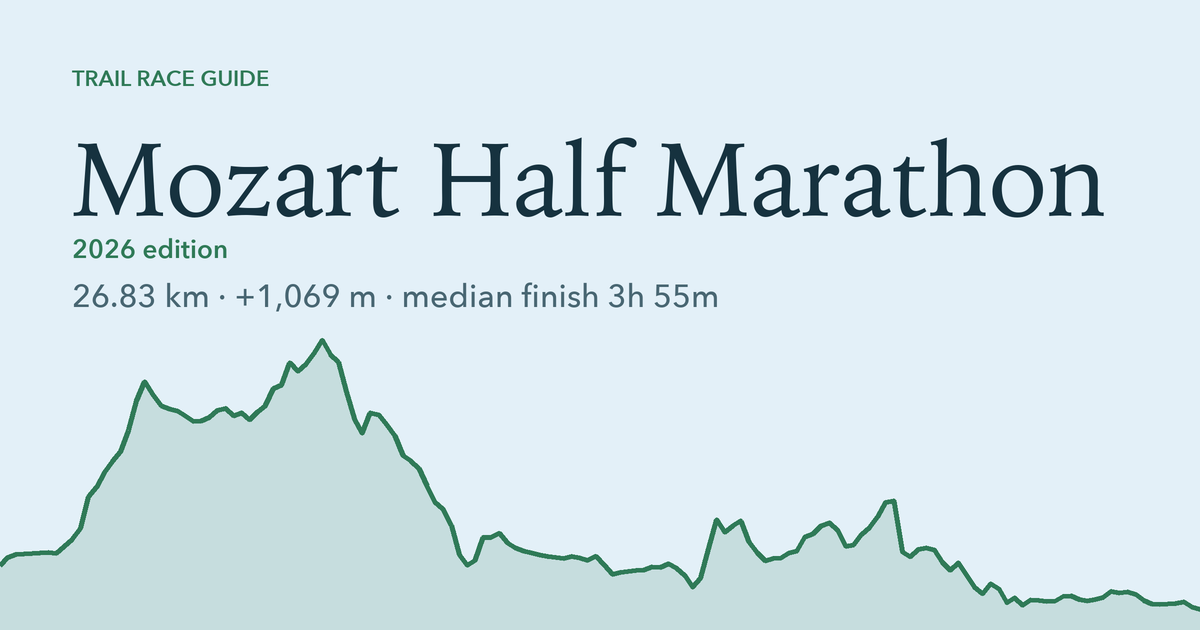 TRAIL RACE GUIDE
Mozart Half Marathon
2026 edition
26.83 km · +1,069 m · median finish 3h 55m